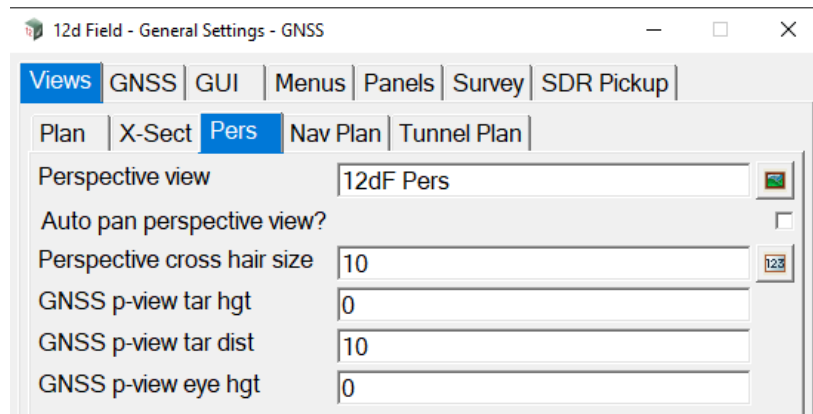 12d Field - General Settings - GNSS
Views GNSS GUI Menus Panels Survey SDR Pickup
Plan X-Sect Pers Nav Plan Tunnel Plan
Perspective view 12dF Pers
Auto pan perspective view?
Perspective cross hair size 10 123
GNSS p-view tar hgt 0
GNSS p-view tar dist 10
GNSS p-view eye hgt 0